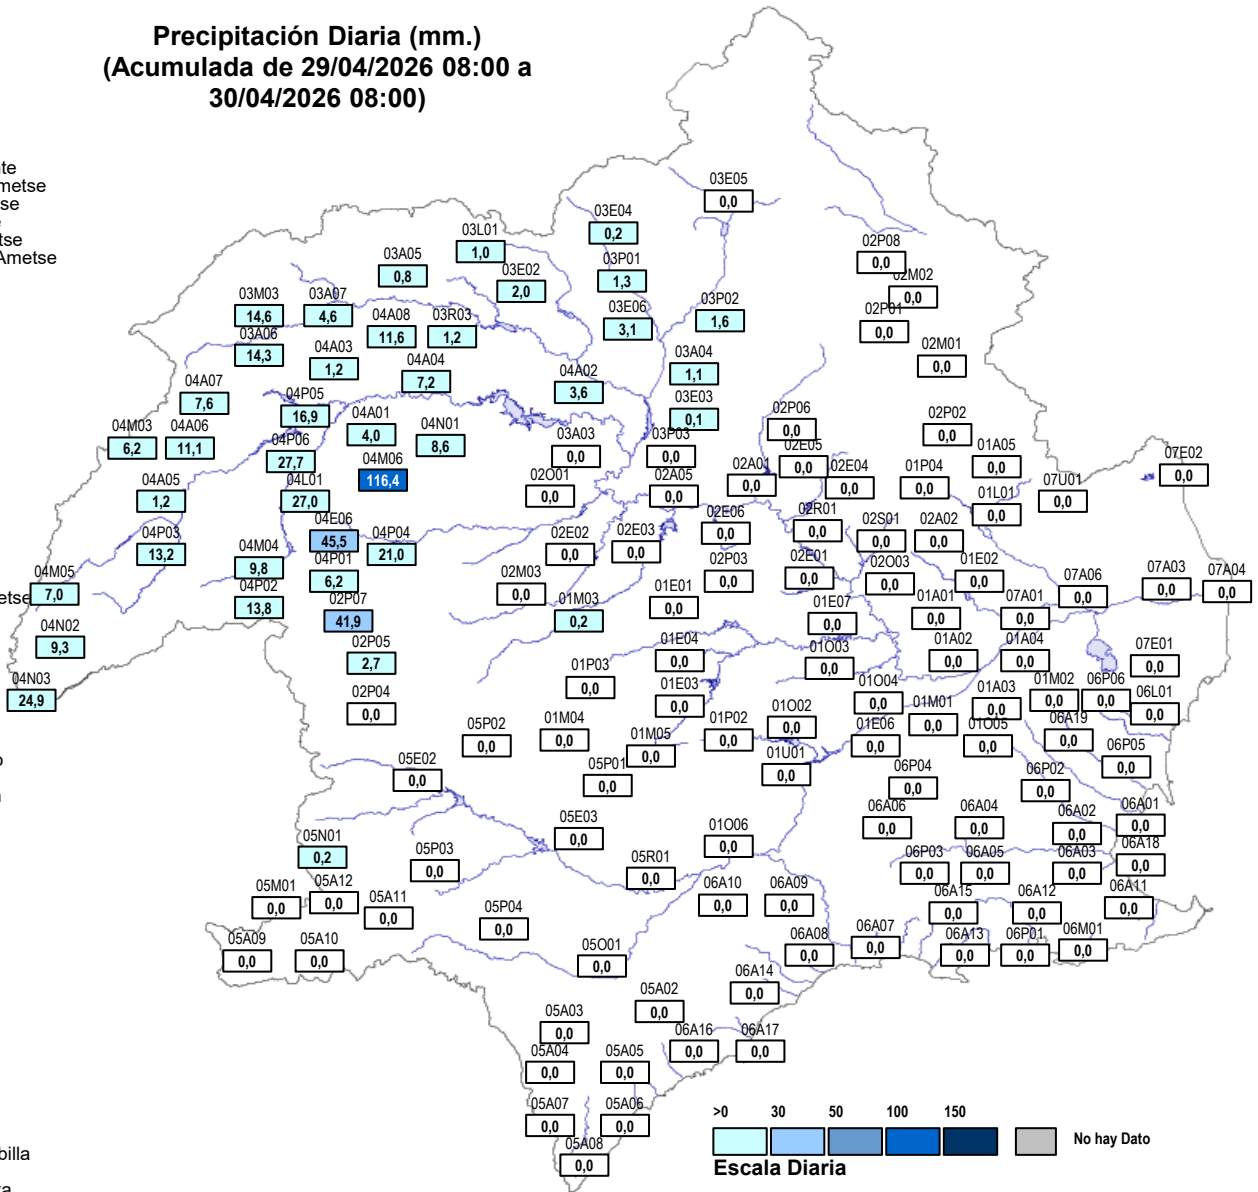 Precipitación Diaria (mm.)
(Acumulada de 29/04/2026 08:00 a
30/04/2026 08:00)
03E05
0,0
03E04
0,2
03L01
1,0
03A05
0,8
03E02
2,0
03P01
1,3
02P08
0,0
02M02
0,0
03M03
14,6
03A07
4,6
04A08
11,6
03R03
1,2
03E06
3,1
03P02
1,6
02P01
0,0
03A06
14,3
04A03
1,2
04A04
7,2
04A02
3,6
03A04
1,1
02M01
0,0
04A07
7,6
04P05
16,9
03E03
0,1
04M03
6,2
04A06
11,1
04A01
4,0
04N01
8,6
03A03
0,0
03P03
0,0
02P06
0,0
02P02
0,0
04P06
27,7
04M06
116,4
02E05
0,0
01A05
0,0
07E02
0,0
04A05
1,2
04L01
27,0
02O01
0,0
02A05
0,0
02A01
0,0
02E04
0,0
01P04
0,0
01L01
0,0
07U01
0,0
04P03
13,2
04E06
45,5
04P04
21,0
02E02
0,0
02E03
0,0
02E06
0,0
02R01
0,0
02S01
0,0
02A02
0,0
04M05
7,0
04M04
9,8
04P01
6,2
02M03
0,0
02P03
0,0
02E01
0,0
02O03
0,0
01E02
0,0
07A06
0,0
07A03
0,0
07A04
0,0
04P02
13,8
02P07
41,9
01M03
0,2
01E01
0,0
01E07
0,0
01A01
0,0
07A01
0,0
04N02
9,3
02P05
2,7
01E04
0,0
01O03
0,0
01A02
0,0
01A04
0,0
07E01
0,0
04N03
24,9
02P04
0,0
01P03
0,0
01E03
0,0
01O04
0,0
01A03
0,0
01M02
0,0
06P06
0,0
06L01
0,0
05P02
0,0
01M04
0,0
01M05
0,0
01P02
0,0
01O02
0,0
01E06
0,0
01M01
0,0
01O05
0,0
06A19
0,0
05E02
0,0
05P01
0,0
01U01
0,0
06P04
0,0
06P02
0,0
06P05
0,0
05N01
0,2
05P03
0,0
05E03
0,0
01O06
0,0
06A06
0,0
06A04
0,0
06A02
0,0
06A01
0,0
05M01
0,0
05A12
0,0
05A11
0,0
05R01
0,0
06P03
0,0
06A05
0,0
06A03
0,0
06A18
0,0
05P04
0,0
06A10
0,0
06A09
0,0
06A15
0,0
06A12
0,0
06A11
0,0
05A09
0,0
05A10
0,0
05O01
0,0
06A08
0,0
06A07
0,0
06A13
0,0
06P01
0,0
06M01
0,0
05A02
0,0
06A14
0,0
05A03
0,0
06A16
0,0
06A17
0,0
05A04
0,0
05A05
0,0
05A07
0,0
05A06
0,0
05A08
0,0
>0 30 50 100 150
No hay Dato
Escala Diaria